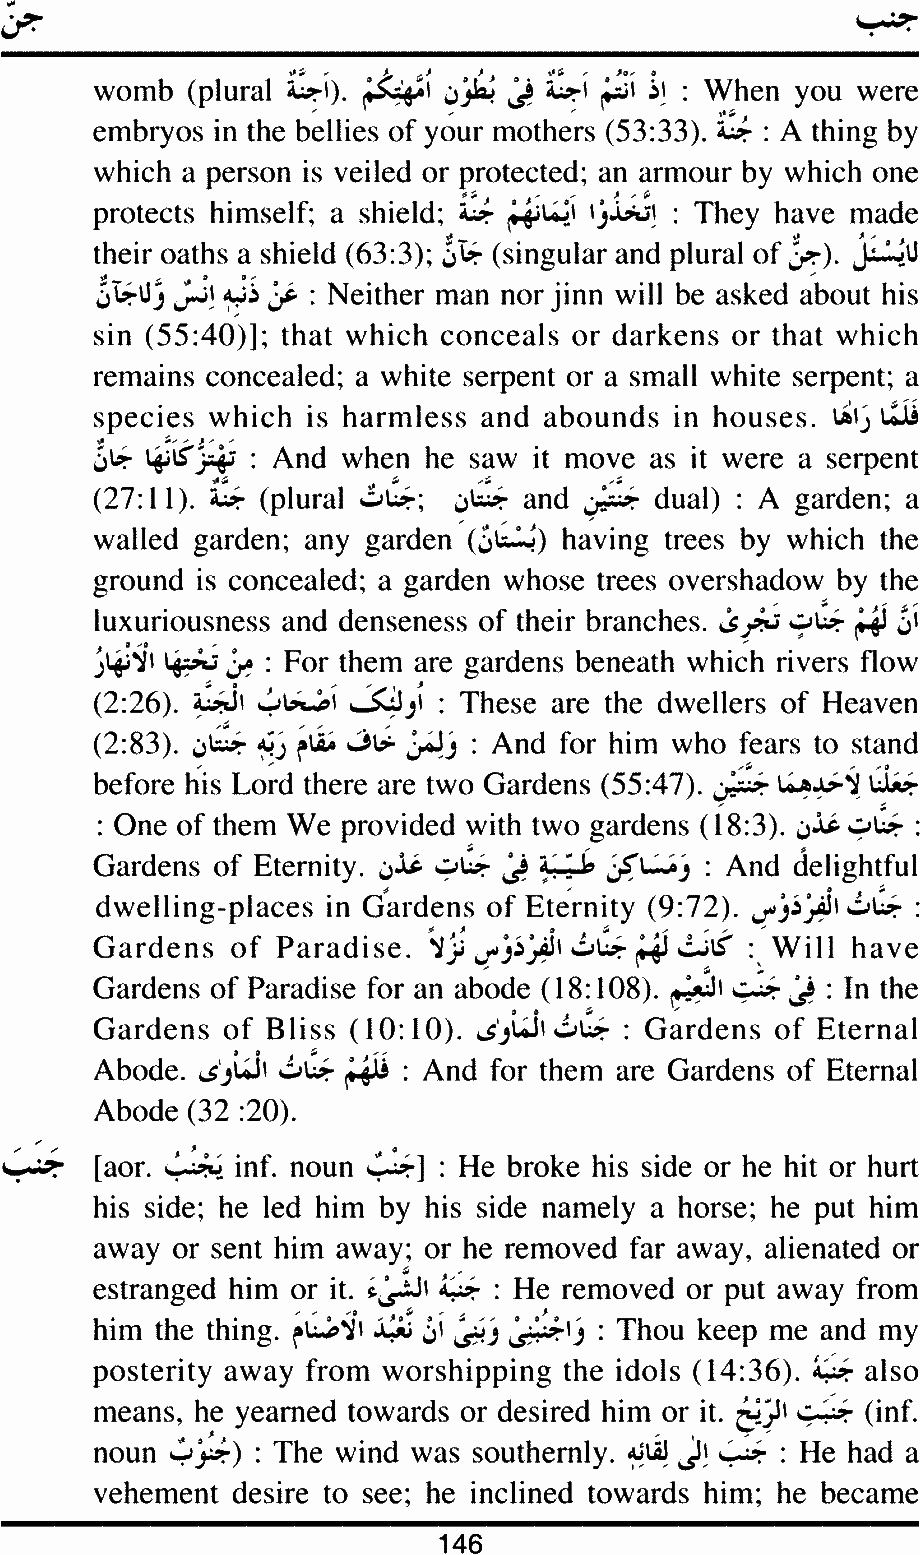 جنّ جنب
womb (plural اَجِنَّةٌ). اِذْ اَنْتُمْ اَجِنَّةٌ فِیْ بُطُوْنِ اُمَّهٰتِكُمْ : When you were
embryos in the bellies of your mothers (53:33). جُنَّةٌ : A thing by
which a person is veiled or protected; an armour by which one
protects himself; a shield; اِتَّخَذُوْا اَيْمَانَهُمْ جُنَّةً : They have made
their oaths a shield (63:3); جَآنٌّ (singular and plural of جِنٌّ). لَايُسْئَلُ
عَنْ ذَنْبِهٖ اِنْسٌ وَّلَاجَآنٌّ : Neither man nor jinn will be asked about his
sin (55:40)]; that which conceals or darkens or that which
remains concealed; a white serpent or a small white serpent; a
species which is harmless and abounds in houses. فَلَمَّا رَاٰهَا
تَهْتَزُّ كَاَنَّهَا جَانٌّ : And when he saw it move as it were a serpent
(27:11). جَنَّةٌ (plural جَنَّاتٌ; جَنَّتَانِ and جَنَّتَيْنِ dual) : A garden; a
walled garden; any garden (بُسْتَانٌ) having trees by which the
ground is concealed; a garden whose trees overshadow by the
luxuriousness and denseness of their branches. اَنَّ لَهُمْ جَنَّاتٍ تَجْرِیْ
مِنْ تَحْتِهَا الْاَنْهَارُ : For them are gardens beneath which rivers flow
(2:26). اُولٰئِکَ اَصْحَابُ الْجَنَّةِ : These are the dwellers of Heaven
(2:83). وَلِمَنْ خَافَ مَقَامَ رَبِّهٖ جَنَّتَانِ : And for him who fears to stand
before his Lord there are two Gardens (55:47). جَعَلْنَا لِاَحَدِهِمَا جَنَّتَيْنِ
: One of them We provided with two gardens (18:3). جَنَّاتِ عَدْنٍ :
Gardens of Eternity. وَمَسَاكِنَ طَيِّبَةً فِیْ جَنَّاتِ عَدْنٍ : And delightful
dwelling-places in Gardens of Eternity (9:72). جَنَّاتُ الْفِرْدَوْسِ :
Gardens of Paradise. كَانَتْ لَهُمْ جَنَّاتُ الْفِرْدَوْسِ نُزُلًا : Will have
Gardens of Paradise for an abode (18:108). فِیْ جَنّٰتِ النَّعِيْمِ : In the
Gardens of Bliss (10:10). جَنَّاتُ الْمَاْوٰی : Gardens of Eternal
Abode. فَلَهُمْ جَنَّاتُ الْمَاْوٰی : And for them are Gardens of Eternal
Abode (32 :20).
جَنَبَ [aor. يَجْنُبُ inf. noun جَنْبٌ] : He broke his side or he hit or hurt
his side; he led him by his side namely a horse; he put him
away or sent him away; or he removed far away, alienated or
estranged him or it. جَنَبَهُ الشَّیْءَ : He removed or put away from
him the thing. وَاجْنُبْنِیْ وَبَنِیَّ اَنْ نَّعْبُدَ الْاَصْنَامَ : Thou keep me and my
posterity away from worshipping the idols (14:36). جَنَبَهُ also
means, he yearned towards or desired him or it. جَنَبَتِ الرِّيْحُ (inf.
noun جُنُوْبٌ) : The wind was southernly. جَنَبَ اِلٰی لِقَائِهٖ : He had a
vehement desire to see; he inclined towards him; he became
146